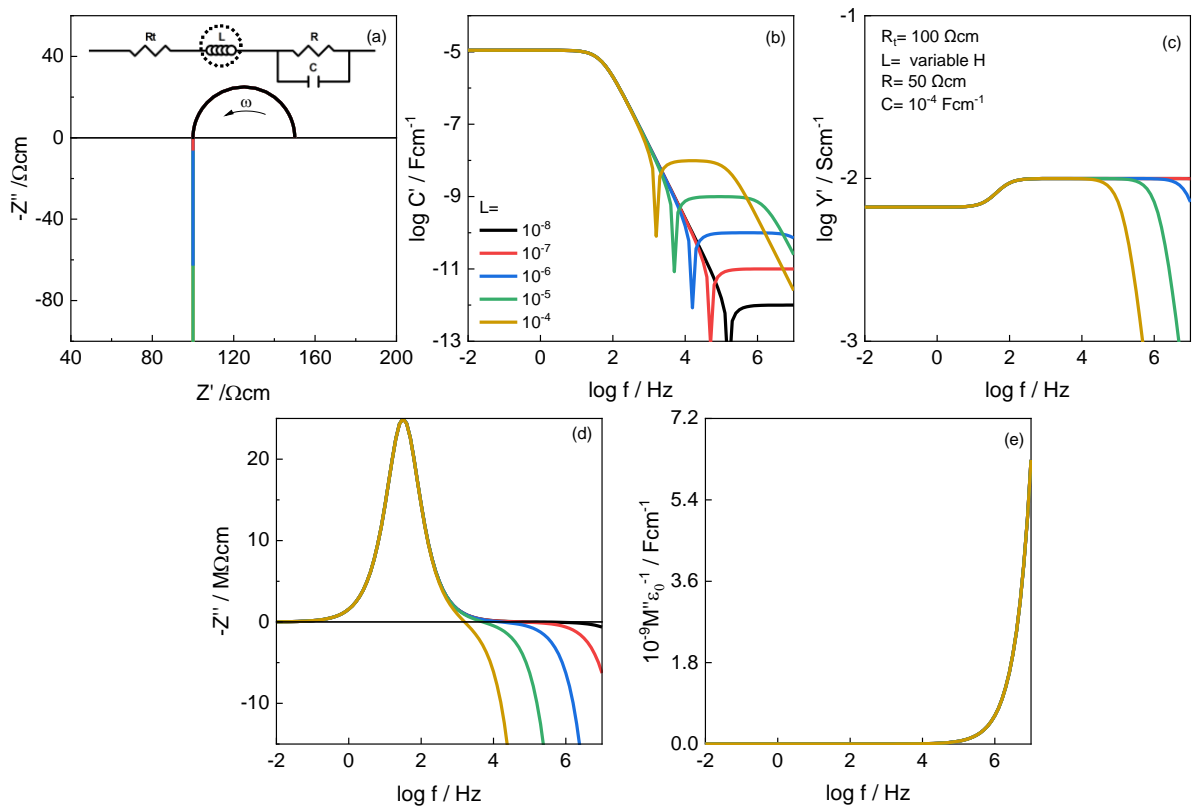 (a)
Rt
L
R
C
ω
40
20
0
-20
-40
-60
-80
-Z'' /Ωcm
40
80
120
160
200
Z' /Ωcm
(b)
-5
-7
-9
-11
-13
log C' / Fcm⁻¹
L=
10⁻⁸
10⁻⁷
10⁻⁶
10⁻⁵
10⁻⁴
-2
0
2
4
6
log f / Hz
(c)
Rₜ= 100 Ωcm
L= variable H
R= 50 Ωcm
C= 10⁻⁴ Fcm⁻¹
-1
-2
-3
log Y' / Scm⁻¹
-2
0
2
4
6
log f / Hz
(d)
20
10
0
-10
-Z'' / MΩcm
-2
0
2
4
6
log f / Hz
(e)
7.2
5.4
3.6
1.8
0.0
10⁻⁹M''ε₀⁻¹ / Fcm⁻¹
-2
0
2
4
6
log f / Hz